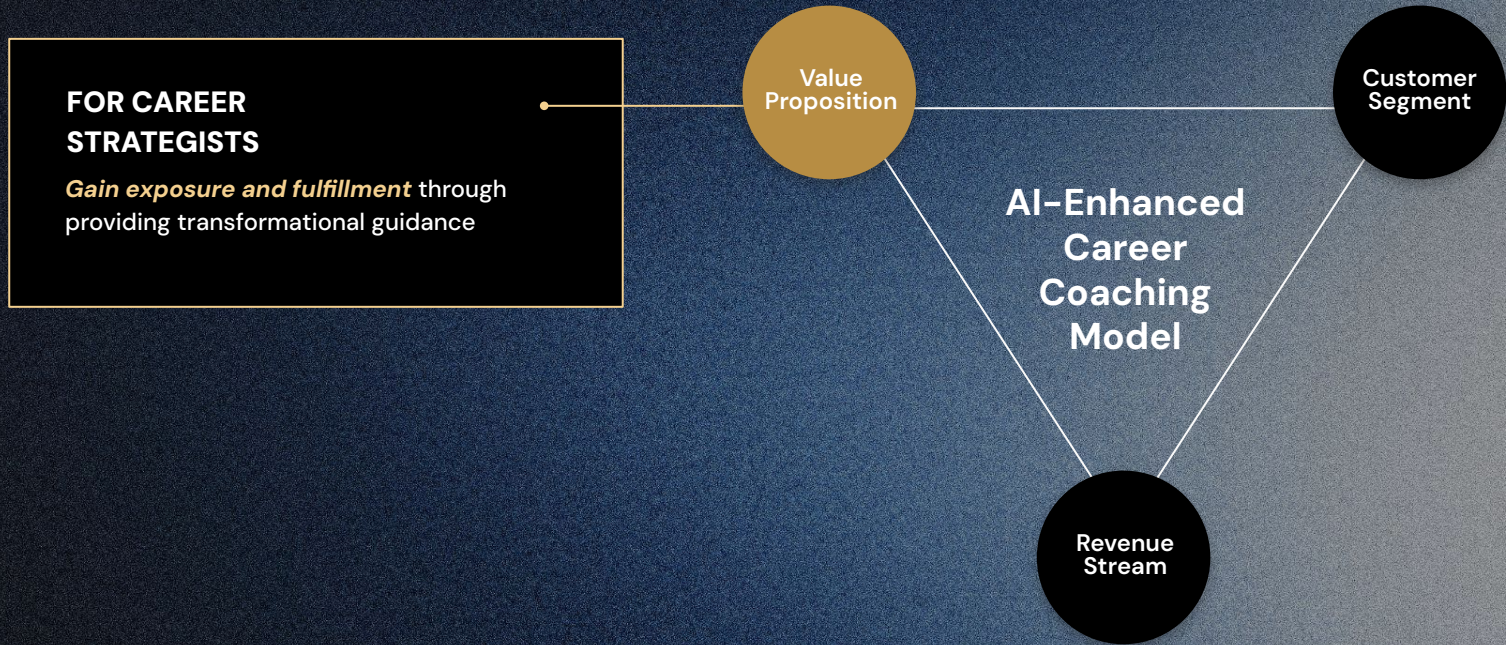 FOR CAREER
STRATEGISTS
Gain exposure and fulfillment through
providing transformational guidance
Value
Proposition
Customer
Segment
AI-Enhanced
Career
Coaching
Model
Revenue
Stream